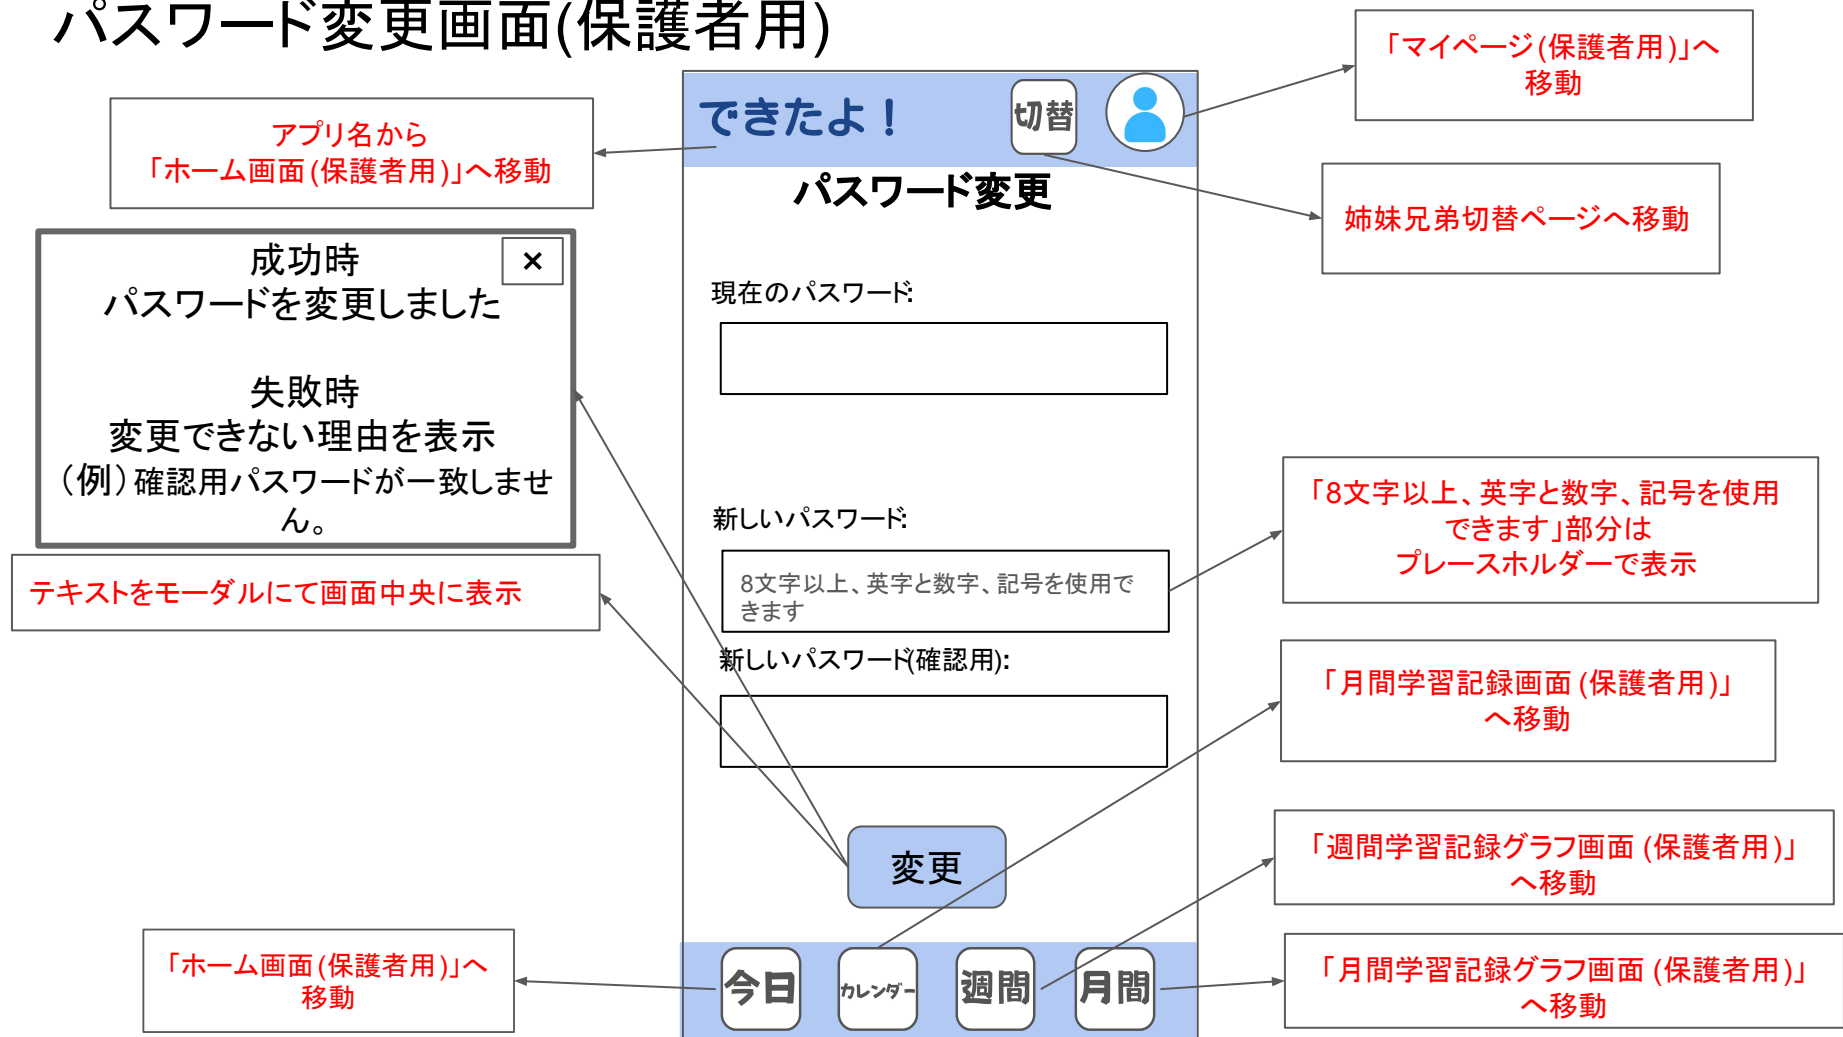 パスワード変更画面(保護者用)
「マイページ(保護者用)」へ
移動
アプリ名から
「ホーム画面(保護者用)」へ移動
できたよ！
切替
姉妹兄弟切替ページへ移動
パスワード変更
成功時
×
パスワードを変更しました
失敗時
変更できない理由を表示
（例）確認用パスワードが一致しませ
ん。
テキストをモーダルにて画面中央に表示
現在のパスワード:
新しいパスワード:
8文字以上、英字と数字、記号を使用で
きます
「8文字以上、英字と数字、記号を使用
できます」部分は
プレースホルダーで表示
新しいパスワード(確認用):
「月間学習記録画面(保護者用)」
へ移動
変更
「週間学習記録グラフ画面(保護者用)」
へ移動
「ホーム画面(保護者用)」へ
移動
今日
カレンダー
週間
月間
「月間学習記録グラフ画面(保護者用)」
へ移動